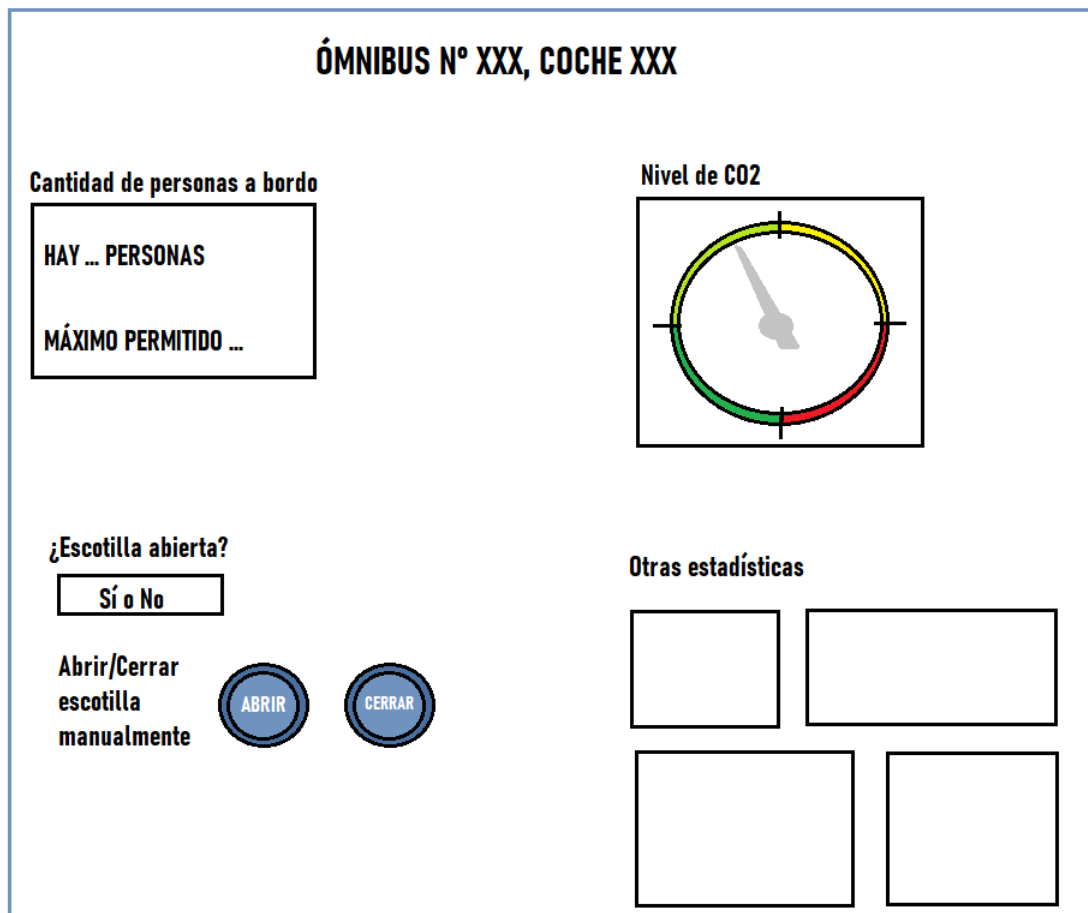 ÓMNIBUS Nº XXX, COCHE XXX
Cantidad de personas a bordo
HAY ... PERSONAS
MÁXIMO PERMITIDO ...
Nivel de CO2
¿Escotilla abierta?
Sí o No
Abrir/Cerrar
escotilla
manualmente
ABRIR
CERRAR
Otras estadísticas